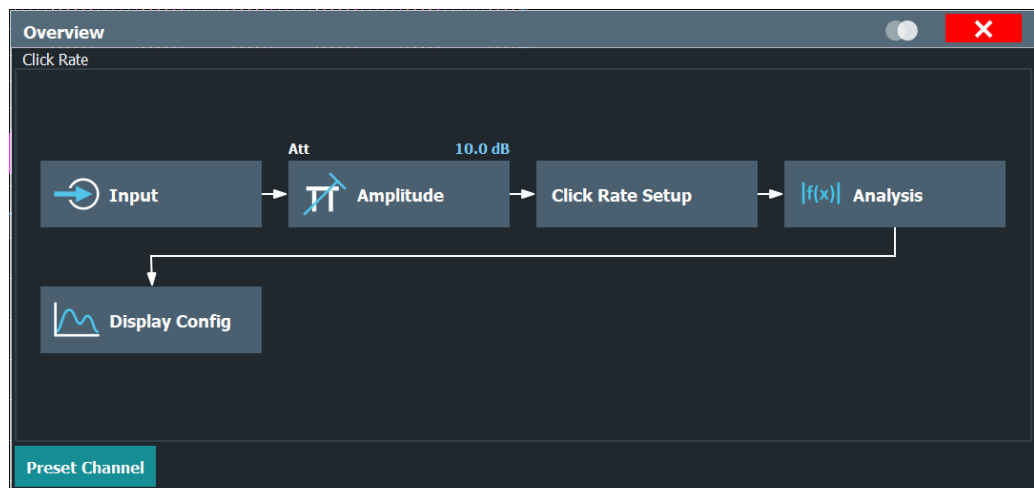 Overview
Click Rate
Att 10.0 dB
Input
Amplitude
Click Rate Setup
|f(x)| Analysis
Display Config
Preset Channel